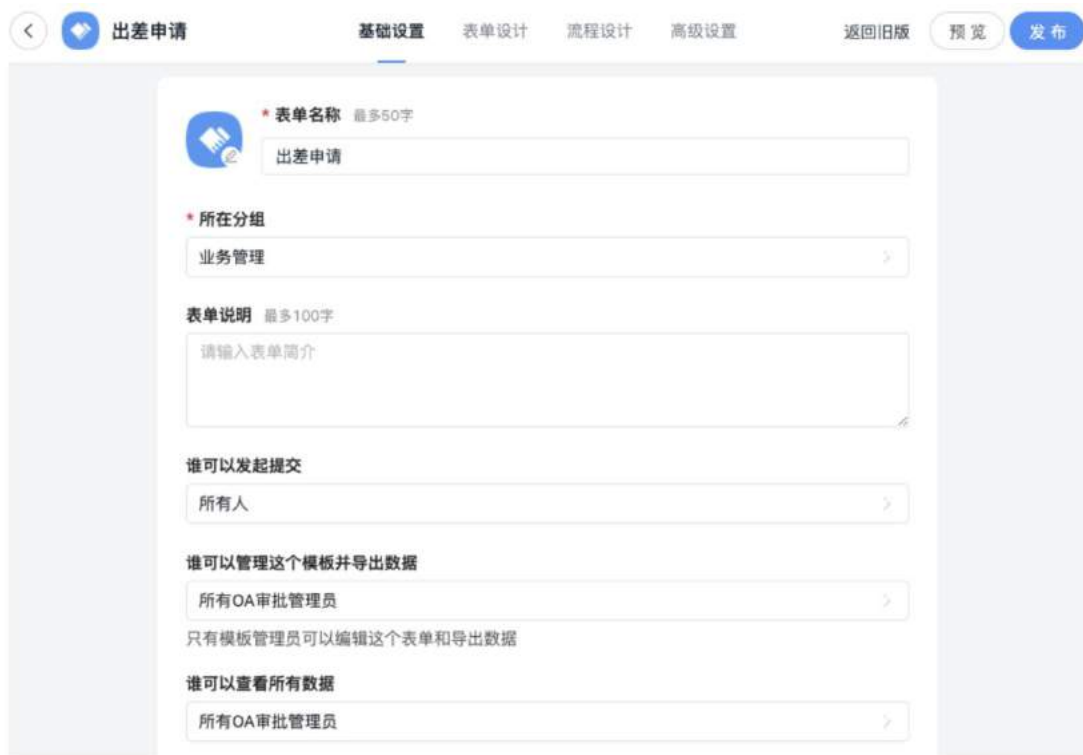 出差申请 基础设置 表单设计 流程设计 高级设置 返回旧版 预览 发布
* 表单名称 最多50字
出差申请
* 所在分组
业务管理
表单说明 最多100字
请输入表单简介
谁可以发起提交
所有人
谁可以管理这个模板并导出数据
所有OA审批管理员
只有模板管理员可以编辑这个表单和导出数据
谁可以查看所有数据
所有OA审批管理员